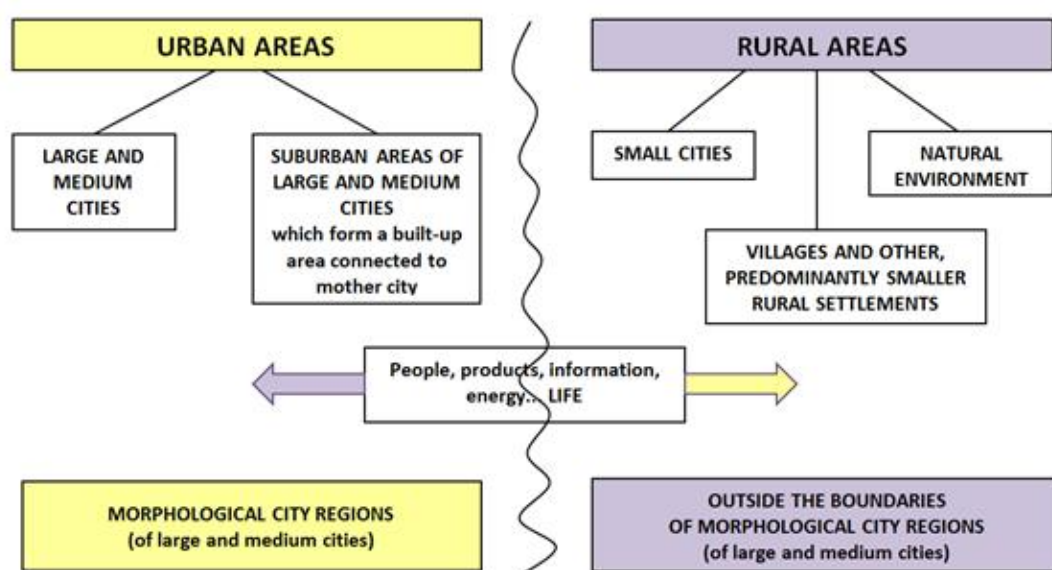 URBAN AREAS
RURAL AREAS
LARGE AND
MEDIUM
CITIES
SUBURBAN AREAS OF
LARGE AND MEDIUM
CITIES
which form a built-up
area connected to
mother city
SMALL CITIES
NATURAL
ENVIRONMENT
VILLAGES AND OTHER,
PREDOMINANTLY SMALLER
RURAL SETTLEMENTS
People, products, information,
energy... LIFE
MORPHOLOGICAL CITY REGIONS
(of large and medium cities)
OUTSIDE THE BOUNDARIES
OF MORPHOLOGICAL CITY REGIONS
(of large and medium cities)